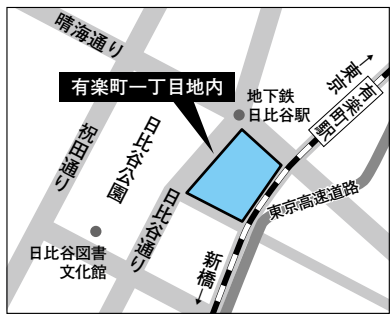 晴海通り
有楽町一丁目地内
地下鉄
日比谷駅
東京
有楽町駅
祝田通り
日比谷公園
日比谷通り
東京高速道路
日比谷図書
文化館
新橋